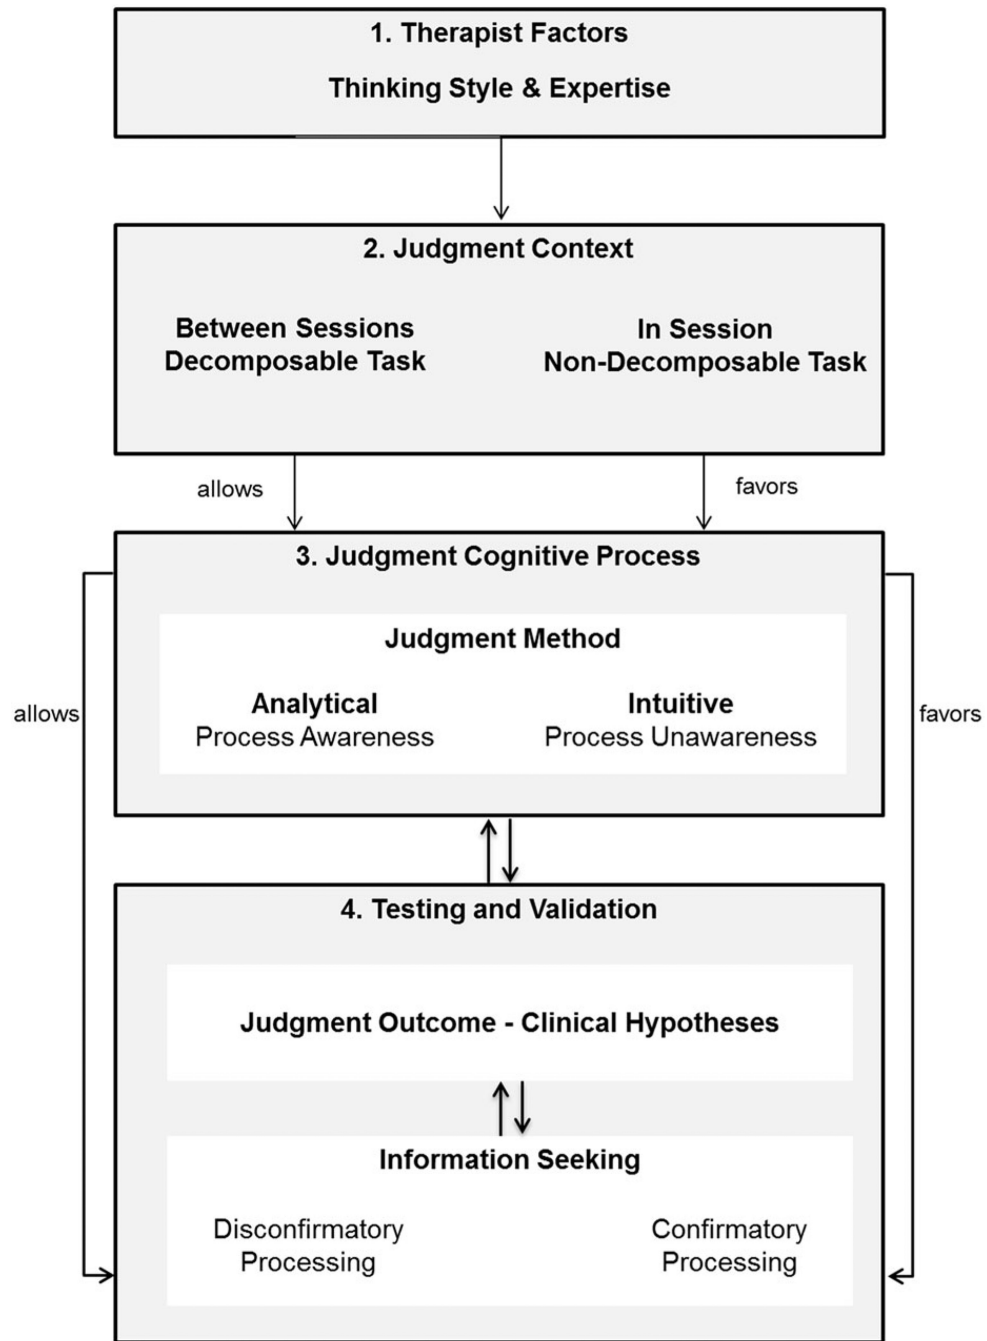 1. Therapist Factors
Thinking Style & Expertise
2. Judgment Context
Between Sessions
Decomposable Task
In Session
Non-Decomposable Task
allows
favors
3. Judgment Cognitive Process
Judgment Method
Analytical
Process Awareness
Intuitive
Process Unawareness
allows
favors
4. Testing and Validation
Judgment Outcome - Clinical Hypotheses
Information Seeking
Disconfirmatory
Processing
Confirmatory
Processing